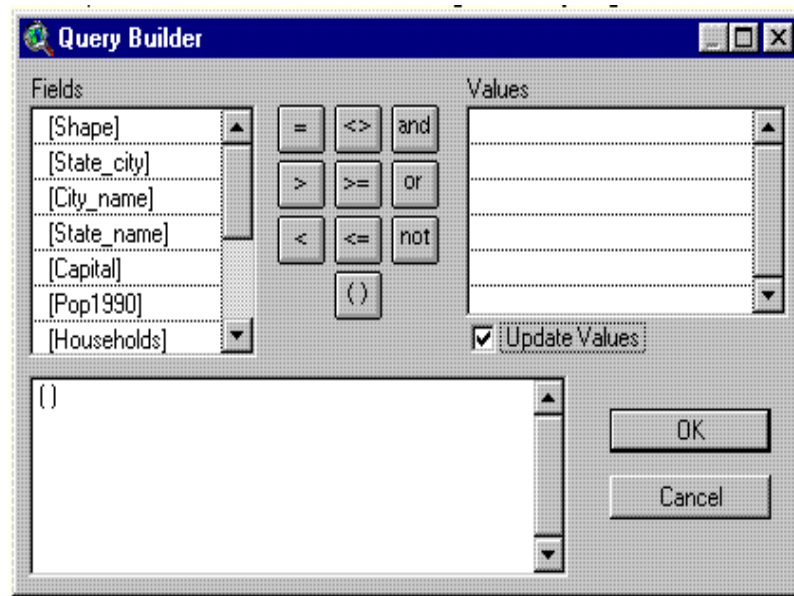 Query Builder
Fields
[Shape]
[State_city]
[City_name]
[State_name]
[Capital]
[Pop1990]
[Households]
= <> and
> >= or
< <= not
( )
Values
Update Values
( )
OK
Cancel